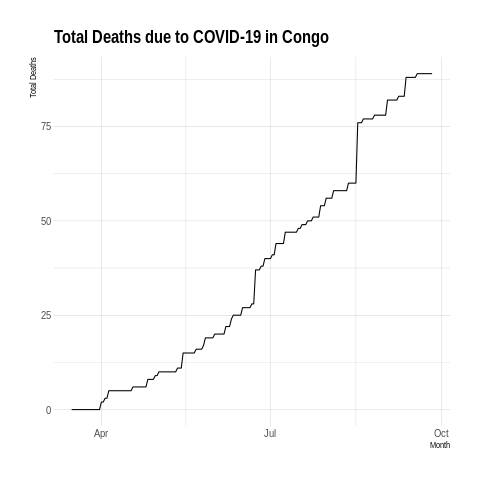 Total Deaths due to COVID-19 in Congo
Total Deaths
75
50
25
0
Apr
Jul
Oct
Month